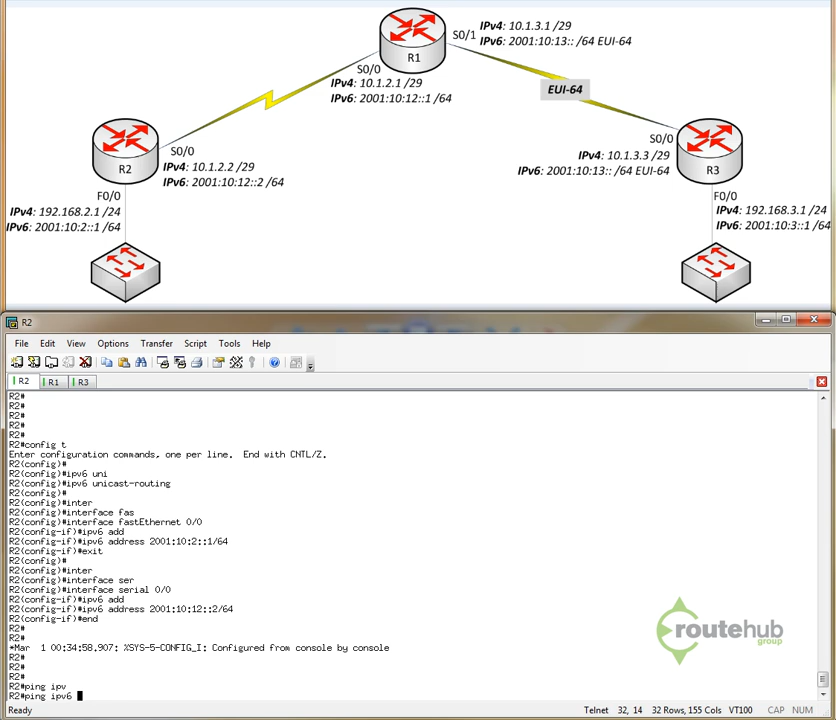 IPv4: 10.1.3.1 /29
S0/1
IPv6: 2001:10:13:: /64 EUI-64
R1
S0/0
IPv4: 10.1.2.1 /29
IPv6: 2001:10:12::1 /64
EUI-64
S0/0
R2
IPv4: 10.1.2.2 /29
IPv6: 2001:10:12::2 /64
S0/0
IPv4: 10.1.3.3 /29
IPv6: 2001:10:13:: /64 EUI-64
R3
F0/0
IPv4: 192.168.2.1 /24
IPv6: 2001:10:2::1 /64
F0/0
IPv4: 192.168.3.1 /24
IPv6: 2001:10:3::1 /64
R2
File Edit View Options Transfer Script Tools Help
R2 R1 R3
R2#
R2#
R2#
R2#
R2#
R2#config t
Enter configuration commands, one per line. End with CNTL/Z.
R2(config)#
R2(config)#ipv6 uni
R2(config)#ipv6 unicast-routing
R2(config)#
R2(config)#inter
R2(config)#interface fas
R2(config)#interface fastEthernet 0/0
R2(config-if)#ipv6 add
R2(config-if)#ipv6 address 2001:10:2::1/64
R2(config-if)#exit
R2(config)#
R2(config)#inter
R2(config)#interface ser
R2(config)#interface serial 0/0
R2(config-if)#ipv6 add
R2(config-if)#ipv6 address 2001:10:12::2/64
R2(config-if)#end
R2#
R2#
*Mar 1 00:34:58.907: %SYS-5-CONFIG_I: Configured from console by console
R2#
R2#
R2#
R2#ping ipv
R2#ping ipv6
routehub
group
Ready Telnet 32, 14 32 Rows, 155 Cols VT100 CAP NUM